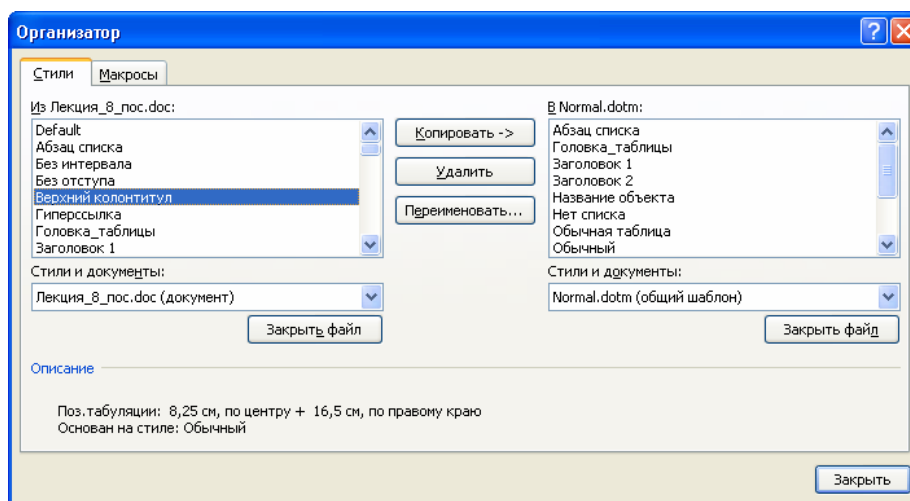 Организатор
Стили Макросы
Из Лекция_8_пос.doc:
Default
Абзац списка
Без интервала
Без отступа
Верхний колонтитул
Гиперссылка
Головка_таблицы
Заголовок 1
Стили и документы:
Лекция_8_пос.doc (документ)
Закрыть файл
Копировать ->
Удалить
Переименовать...
В Normal.dotm:
Абзац списка
Головка_таблицы
Заголовок 1
Заголовок 2
Название объекта
Нет списка
Обычная таблица
Обычный
Стили и документы:
Normal.dotm (общий шаблон)
Закрыть файл
Описание
Поз.табуляции: 8,25 см, по центру + 16,5 см, по правому краю
Основан на стиле: Обычный
Закрыть